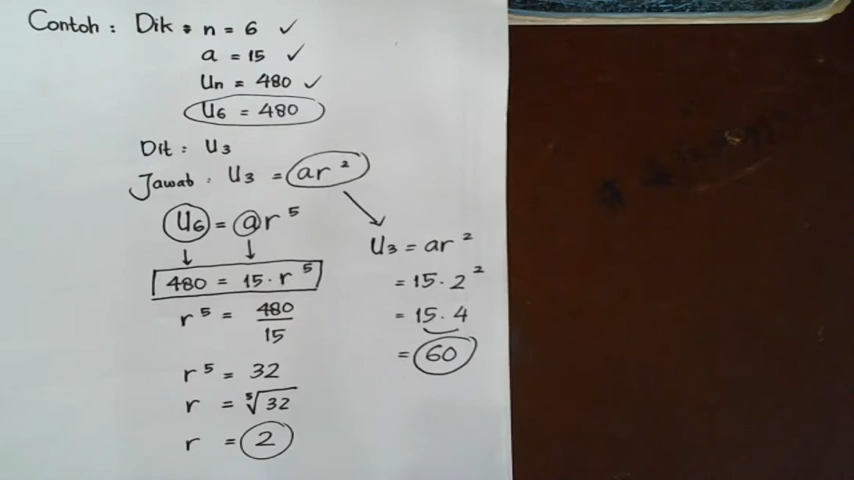 Contoh : Dik : n = 6 ✓
a = 15 ✓
Un = 480 ✓
U6 = 480
Dit : U3
Jawab : U3 = ar²
U6 = ar⁵
480 = 15 · r⁵
r⁵ = 480/15
r⁵ = 32
r = ⁵√32
r = 2
U3 = ar²
= 15 · 2²
= 15 · 4
= 60